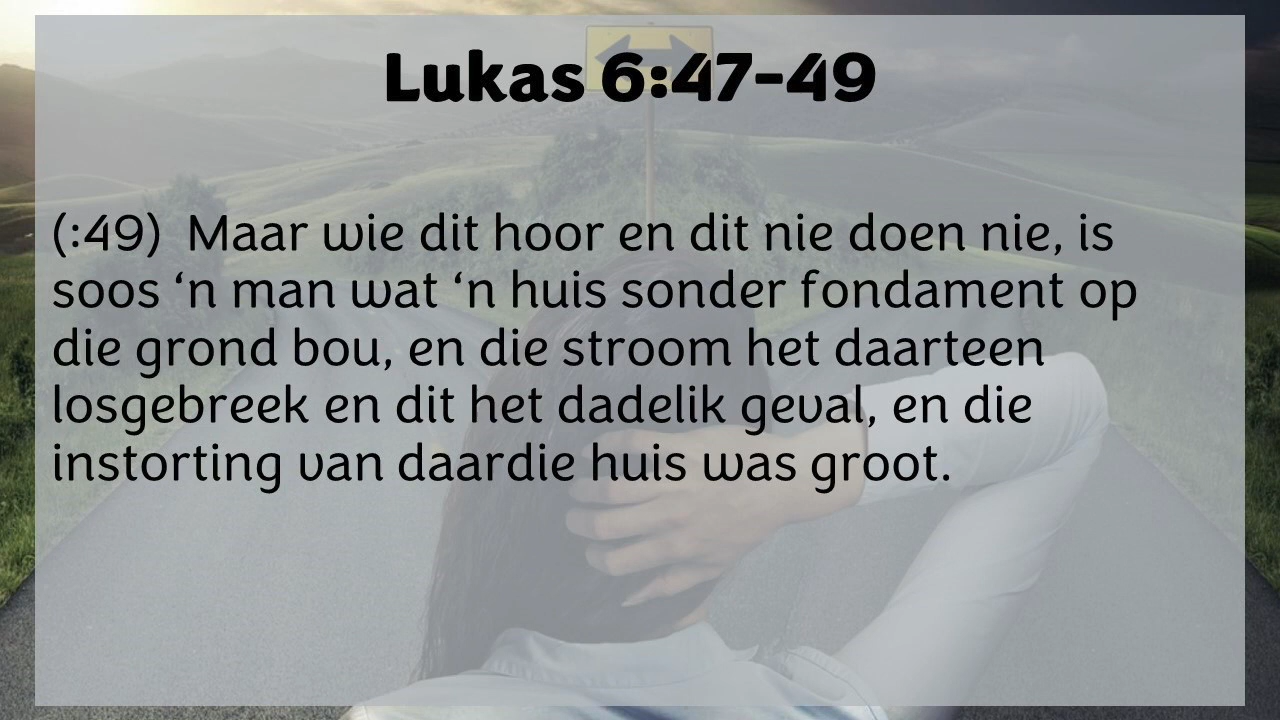 Lukas 6:47-49
(:49)  Maar wie dit hoor en dit nie doen nie, is
soos ‘n man wat ‘n huis sonder fondament op
die grond bou, en die stroom het daarteen
losgebreek en dit het dadelik geval, en die
instorting van daardie huis was groot.